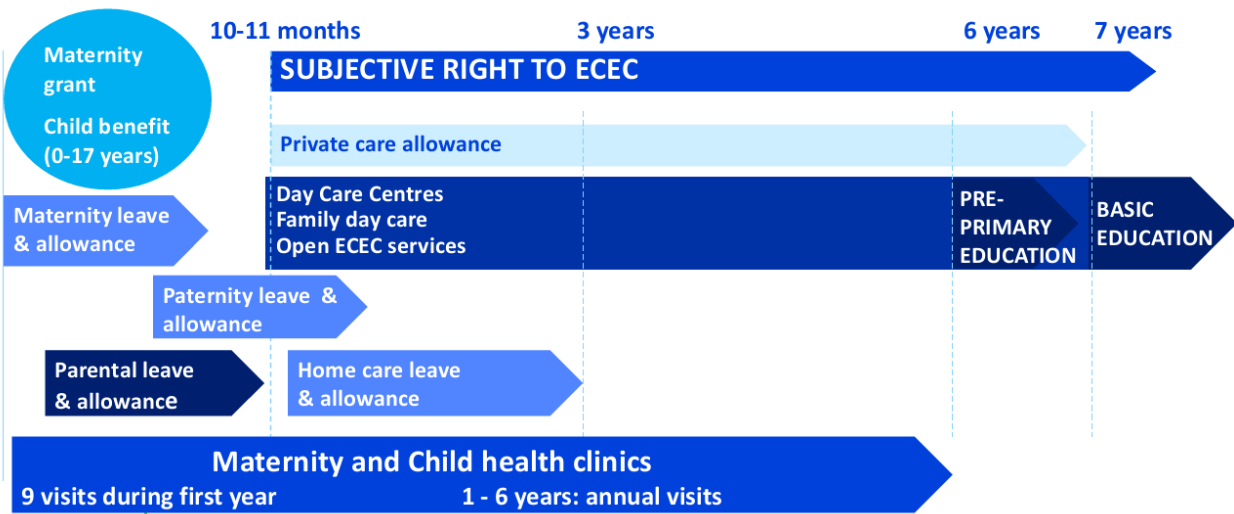 10-11 months
3 years
6 years
7 years
Maternity
grant
Child benefit
(0-17 years)
SUBJECTIVE RIGHT TO ECEC
Private care allowance
Day Care Centres
Family day care
Open ECEC services
PRE-
PRIMARY
EDUCATION
BASIC
EDUCATION
Maternity leave
& allowance
Paternity leave &
allowance
Parental leave
& allowance
Home care leave
& allowance
Maternity and Child health clinics
9 visits during first year
1 - 6 years: annual visits